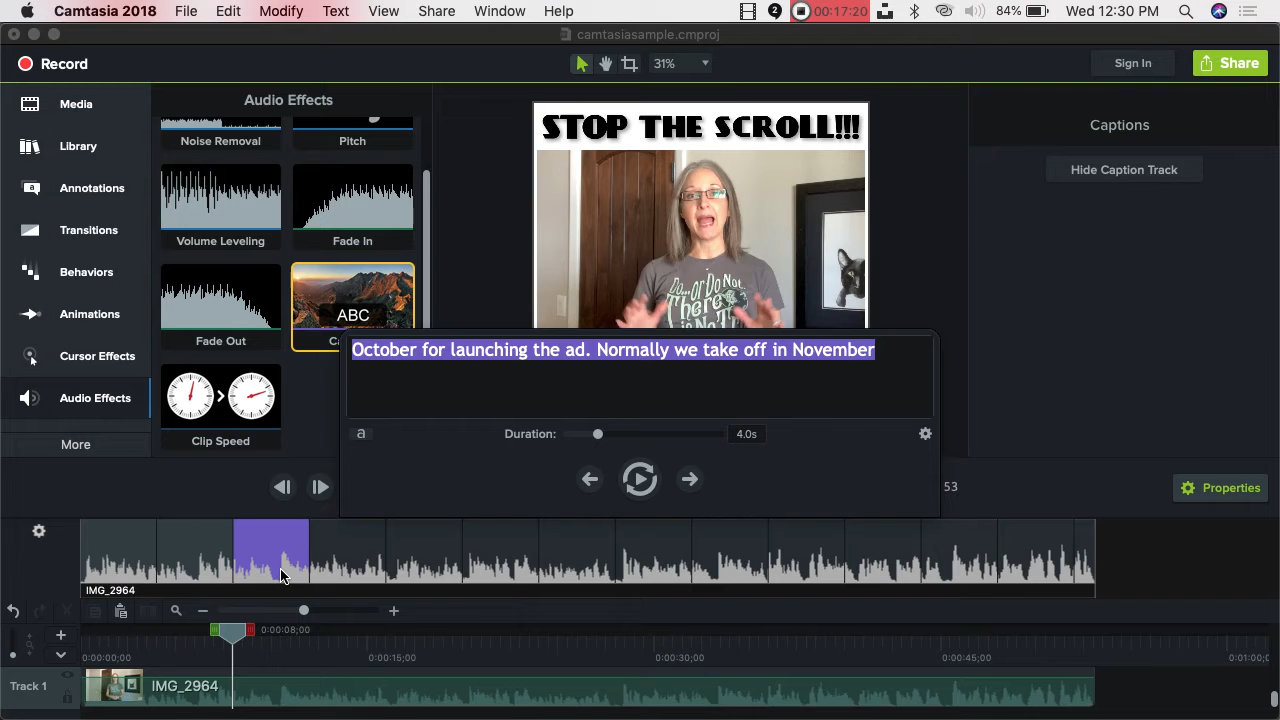 Camtasia 2018 File Edit Modify Text View Share Window Help 2 00:17:20 84% Wed 12:30 PM
camtasiasample.cmproj
Record 31% Sign In Share
Media
Library
Annotations
Transitions
Behaviors
Animations
Cursor Effects
Audio Effects
More
Audio Effects
Noise Removal Pitch
Volume Leveling Fade In
ABC
Fade Out
Clip Speed
STOP THE SCROLL!!!
Captions
Hide Caption Track
October for launching the ad. Normally we take off in November
a Duration: 4.0s
53
Properties
IMG_2964
0:00:08;00
0:00:00;00 0:00:15;00 0:00:30;00 0:00:45;00
Track 1 IMG_2964